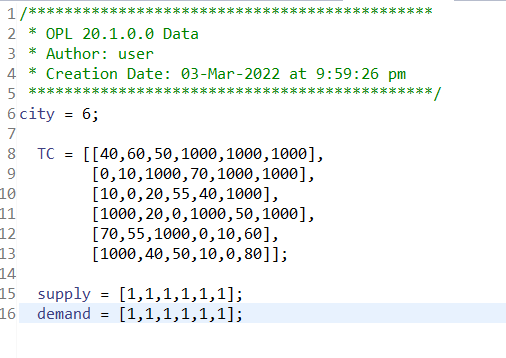 1 /*********************************************
2 * OPL 20.1.0.0 Data
3 * Author: user
4 * Creation Date: 03-Mar-2022 at 9:59:26 pm
5 *********************************************/
6 city = 6;
7
8 TC = [[40,60,50,1000,1000,1000],
9 [0,10,1000,70,1000,1000],
10 [10,0,20,55,40,1000],
11 [1000,20,0,1000,50,1000],
12 [70,55,1000,0,10,60],
13 [1000,40,50,10,0,80]];
14
15 supply = [1,1,1,1,1,1];
16 demand = [1,1,1,1,1,1];